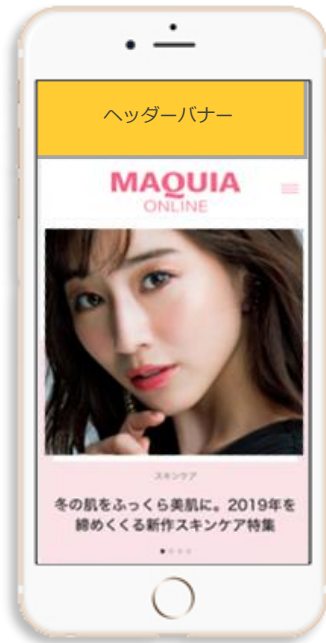 ヘッダーバナー
MAQUIA
ONLINE
スキンケア
冬の肌をふっくら美肌に。2019年を
締めくくる新作スキンケア特集